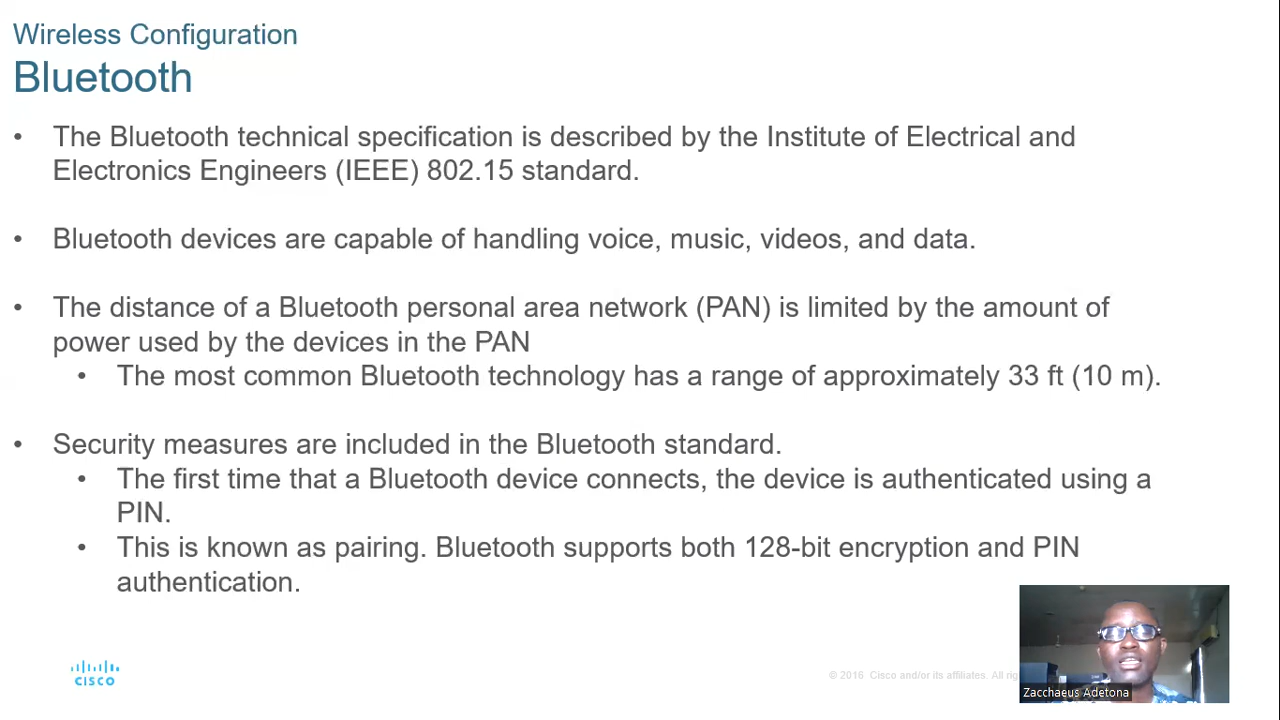 Wireless Configuration
Bluetooth
• The Bluetooth technical specification is described by the Institute of Electrical and
Electronics Engineers (IEEE) 802.15 standard.
• Bluetooth devices are capable of handling voice, music, videos, and data.
• The distance of a Bluetooth personal area network (PAN) is limited by the amount of
power used by the devices in the PAN
• The most common Bluetooth technology has a range of approximately 33 ft (10 m).
• Security measures are included in the Bluetooth standard.
• The first time that a Bluetooth device connects, the device is authenticated using a
PIN.
• This is known as pairing. Bluetooth supports both 128-bit encryption and PIN
authentication.
CISCO
© 2016 Cisco and/or its affiliates. All
Zacchaeus Adetona